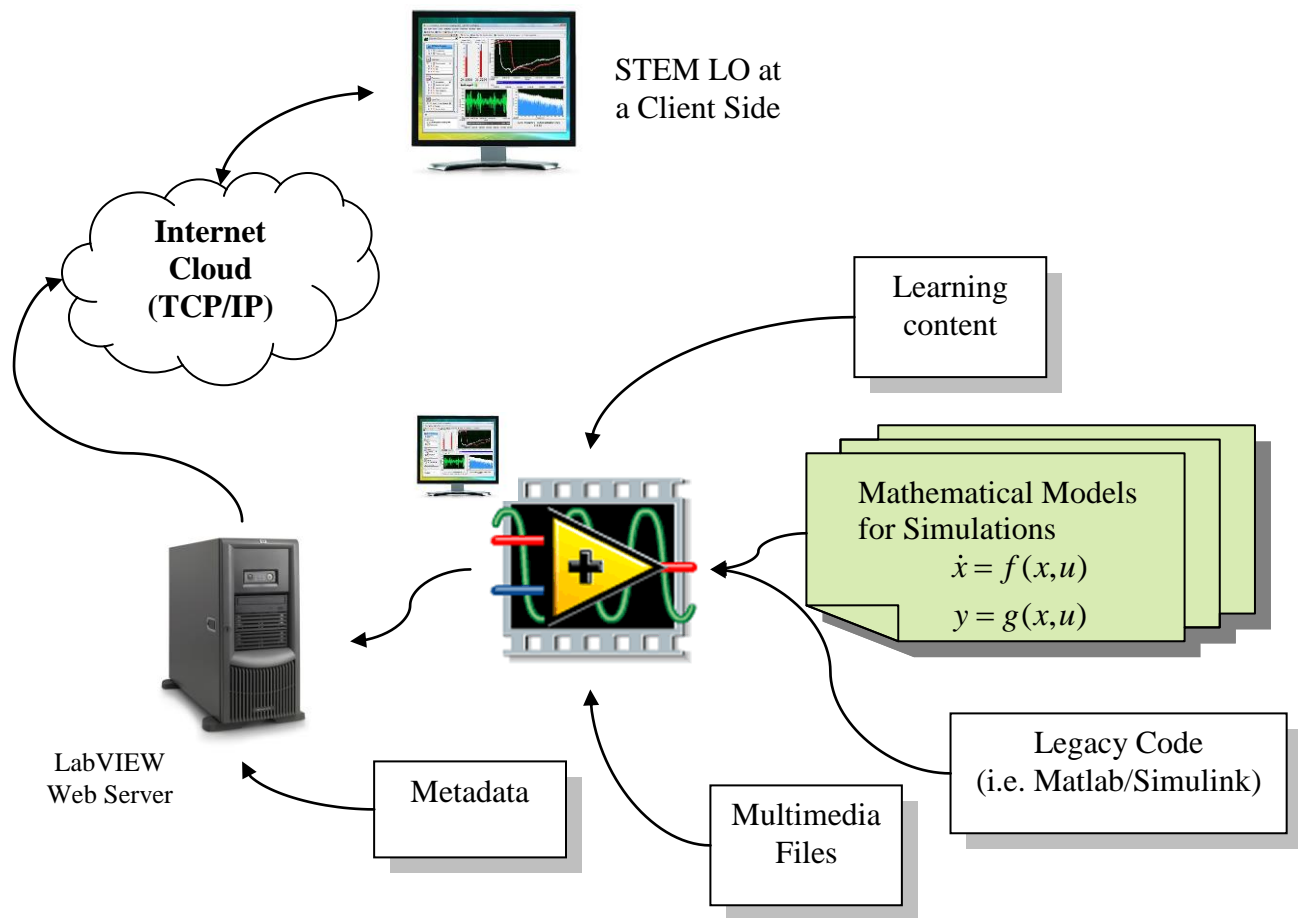 STEM LO at
a Client Side
Internet
Cloud
(TCP/IP)
Learning
content
Mathematical Models
for Simulations
ẋ = f(x,u)
y = g(x,u)
Legacy Code
(i.e. Matlab/Simulink)
LabVIEW
Web Server
Metadata
Multimedia
Files